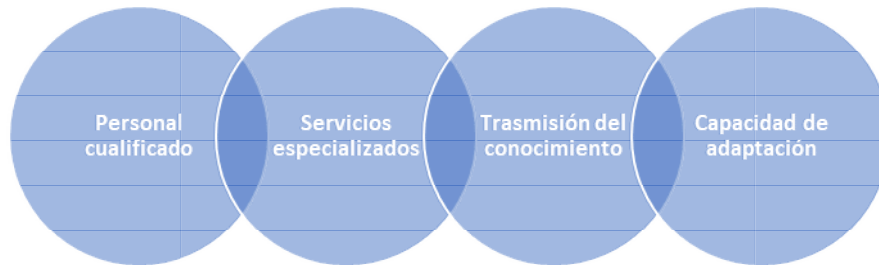 Personal
cualificado
Servicios
especializados
Trasmisión del
conocimiento
Capacidad de
adaptación